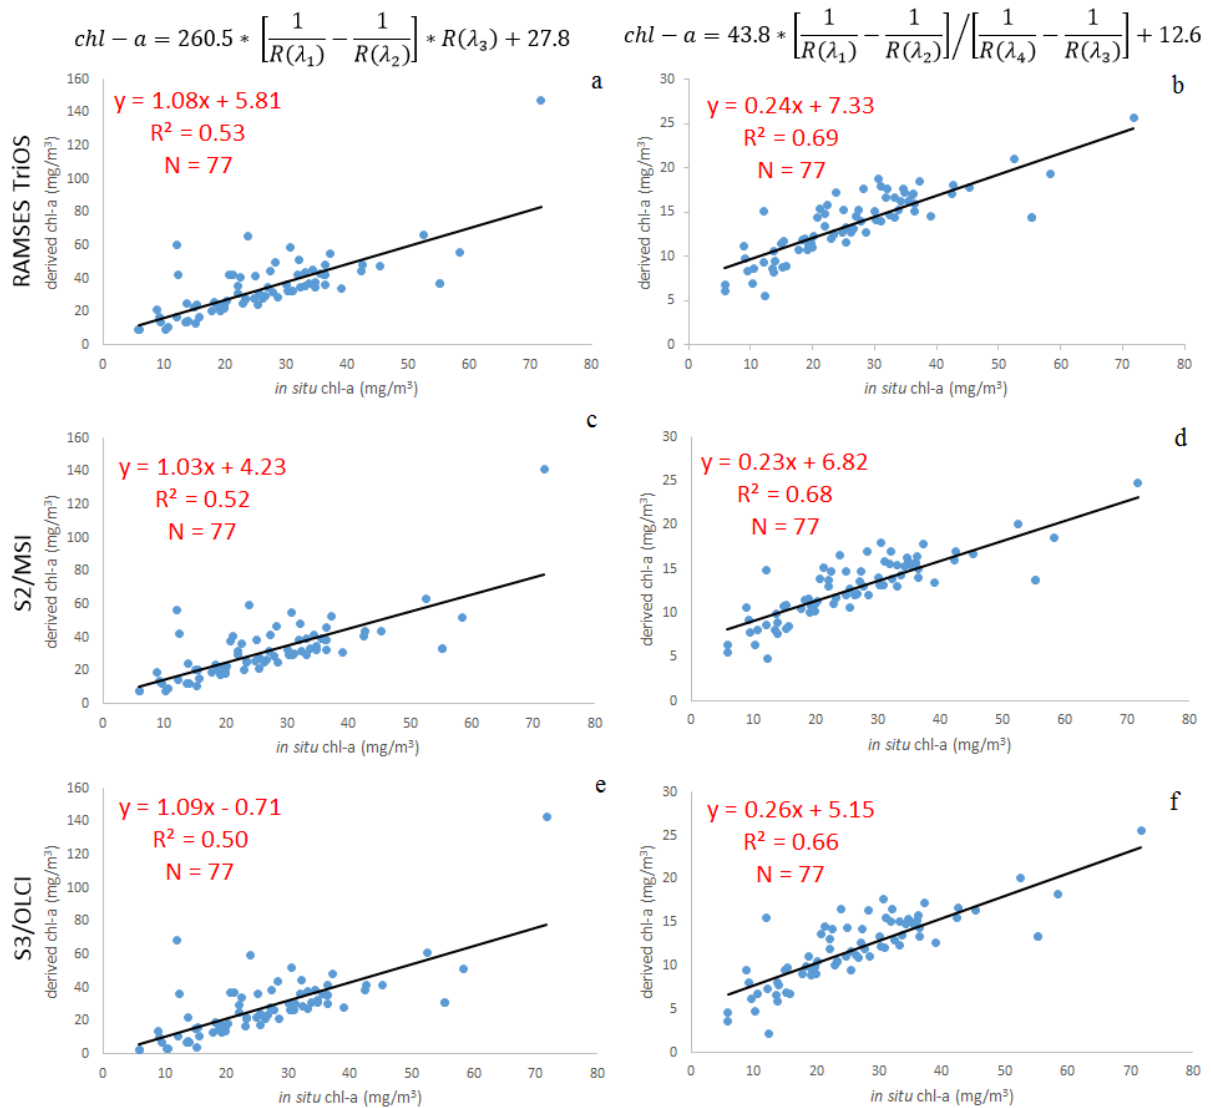 chl − a = 260.5 * [1/R(λ₁) − 1/R(λ₂)] * R(λ₃) + 27.8
chl − a = 43.8 * [1/R(λ₁) − 1/R(λ₂)] / [1/R(λ₄) − 1/R(λ₃)] + 12.6
RAMSES TriOS
a
y = 1.08x + 5.81
R² = 0.53
N = 77
derived chl-a (mg/m³)
160
140
120
100
80
60
40
20
0
0 10 20 30 40 50 60 70 80
in situ chl-a (mg/m³)
b
y = 0.24x + 7.33
R² = 0.69
N = 77
derived chl-a (mg/m³)
30
25
20
15
10
5
0
0 10 20 30 40 50 60 70 80
in situ chl-a (mg/m³)
S2/MSI
c
y = 1.03x + 4.23
R² = 0.52
N = 77
derived chl-a (mg/m³)
160
140
120
100
80
60
40
20
0
0 10 20 30 40 50 60 70 80
in situ chl-a (mg/m³)
d
y = 0.23x + 6.82
R² = 0.68
N = 77
derived chl-a (mg/m³)
30
25
20
15
10
5
0
0 10 20 30 40 50 60 70 80
in situ chl-a (mg/m³)
S3/OLCI
e
y = 1.09x - 0.71
R² = 0.50
N = 77
derived chl-a (mg/m³)
160
140
120
100
80
60
40
20
0
0 10 20 30 40 50 60 70 80
in situ chl-a (mg/m³)
f
y = 0.26x + 5.15
R² = 0.66
N = 77
derived chl-a (mg/m³)
30
25
20
15
10
5
0
0 10 20 30 40 50 60 70 80
in situ chl-a (mg/m³)